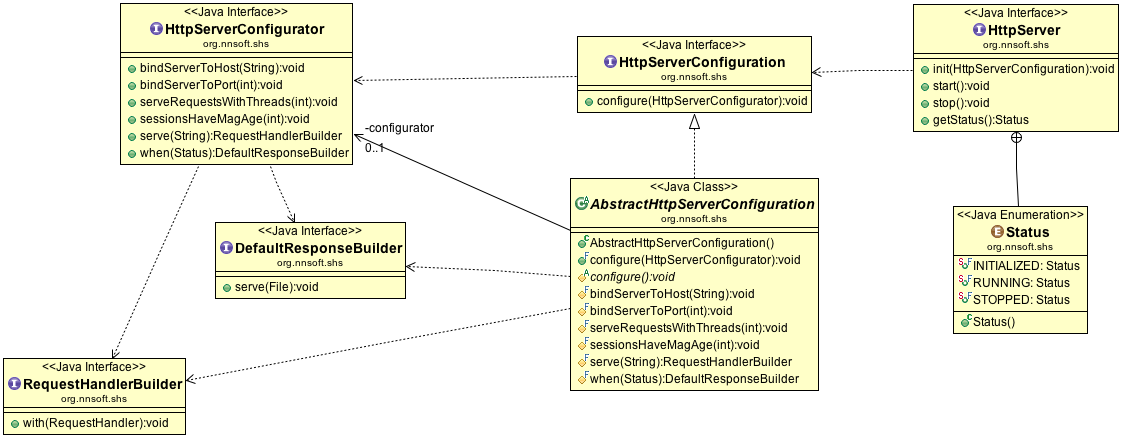 <<Java Interface>>
HttpServerConfigurator
org.nnsoft.shs
bindServerToHost(String):void
bindServerToPort(int):void
serveRequestsWithThreads(int):void
sessionsHaveMagAge(int):void
serve(String):RequestHandlerBuilder
when(Status):DefaultResponseBuilder
<<Java Interface>>
HttpServerConfiguration
org.nnsoft.shs
configure(HttpServerConfigurator):void
<<Java Interface>>
HttpServer
org.nnsoft.shs
init(HttpServerConfiguration):void
start():void
stop():void
getStatus():Status
-configurator
0..1
<<Java Class>>
AbstractHttpServerConfiguration
org.nnsoft.shs
AbstractHttpServerConfiguration()
configure(HttpServerConfigurator):void
configure():void
bindServerToHost(String):void
bindServerToPort(int):void
serveRequestsWithThreads(int):void
sessionsHaveMagAge(int):void
serve(String):RequestHandlerBuilder
when(Status):DefaultResponseBuilder
<<Java Enumeration>>
Status
org.nnsoft.shs
INITIALIZED: Status
RUNNING: Status
STOPPED: Status
Status()
<<Java Interface>>
DefaultResponseBuilder
org.nnsoft.shs
serve(File):void
<<Java Interface>>
RequestHandlerBuilder
org.nnsoft.shs
with(RequestHandler):void